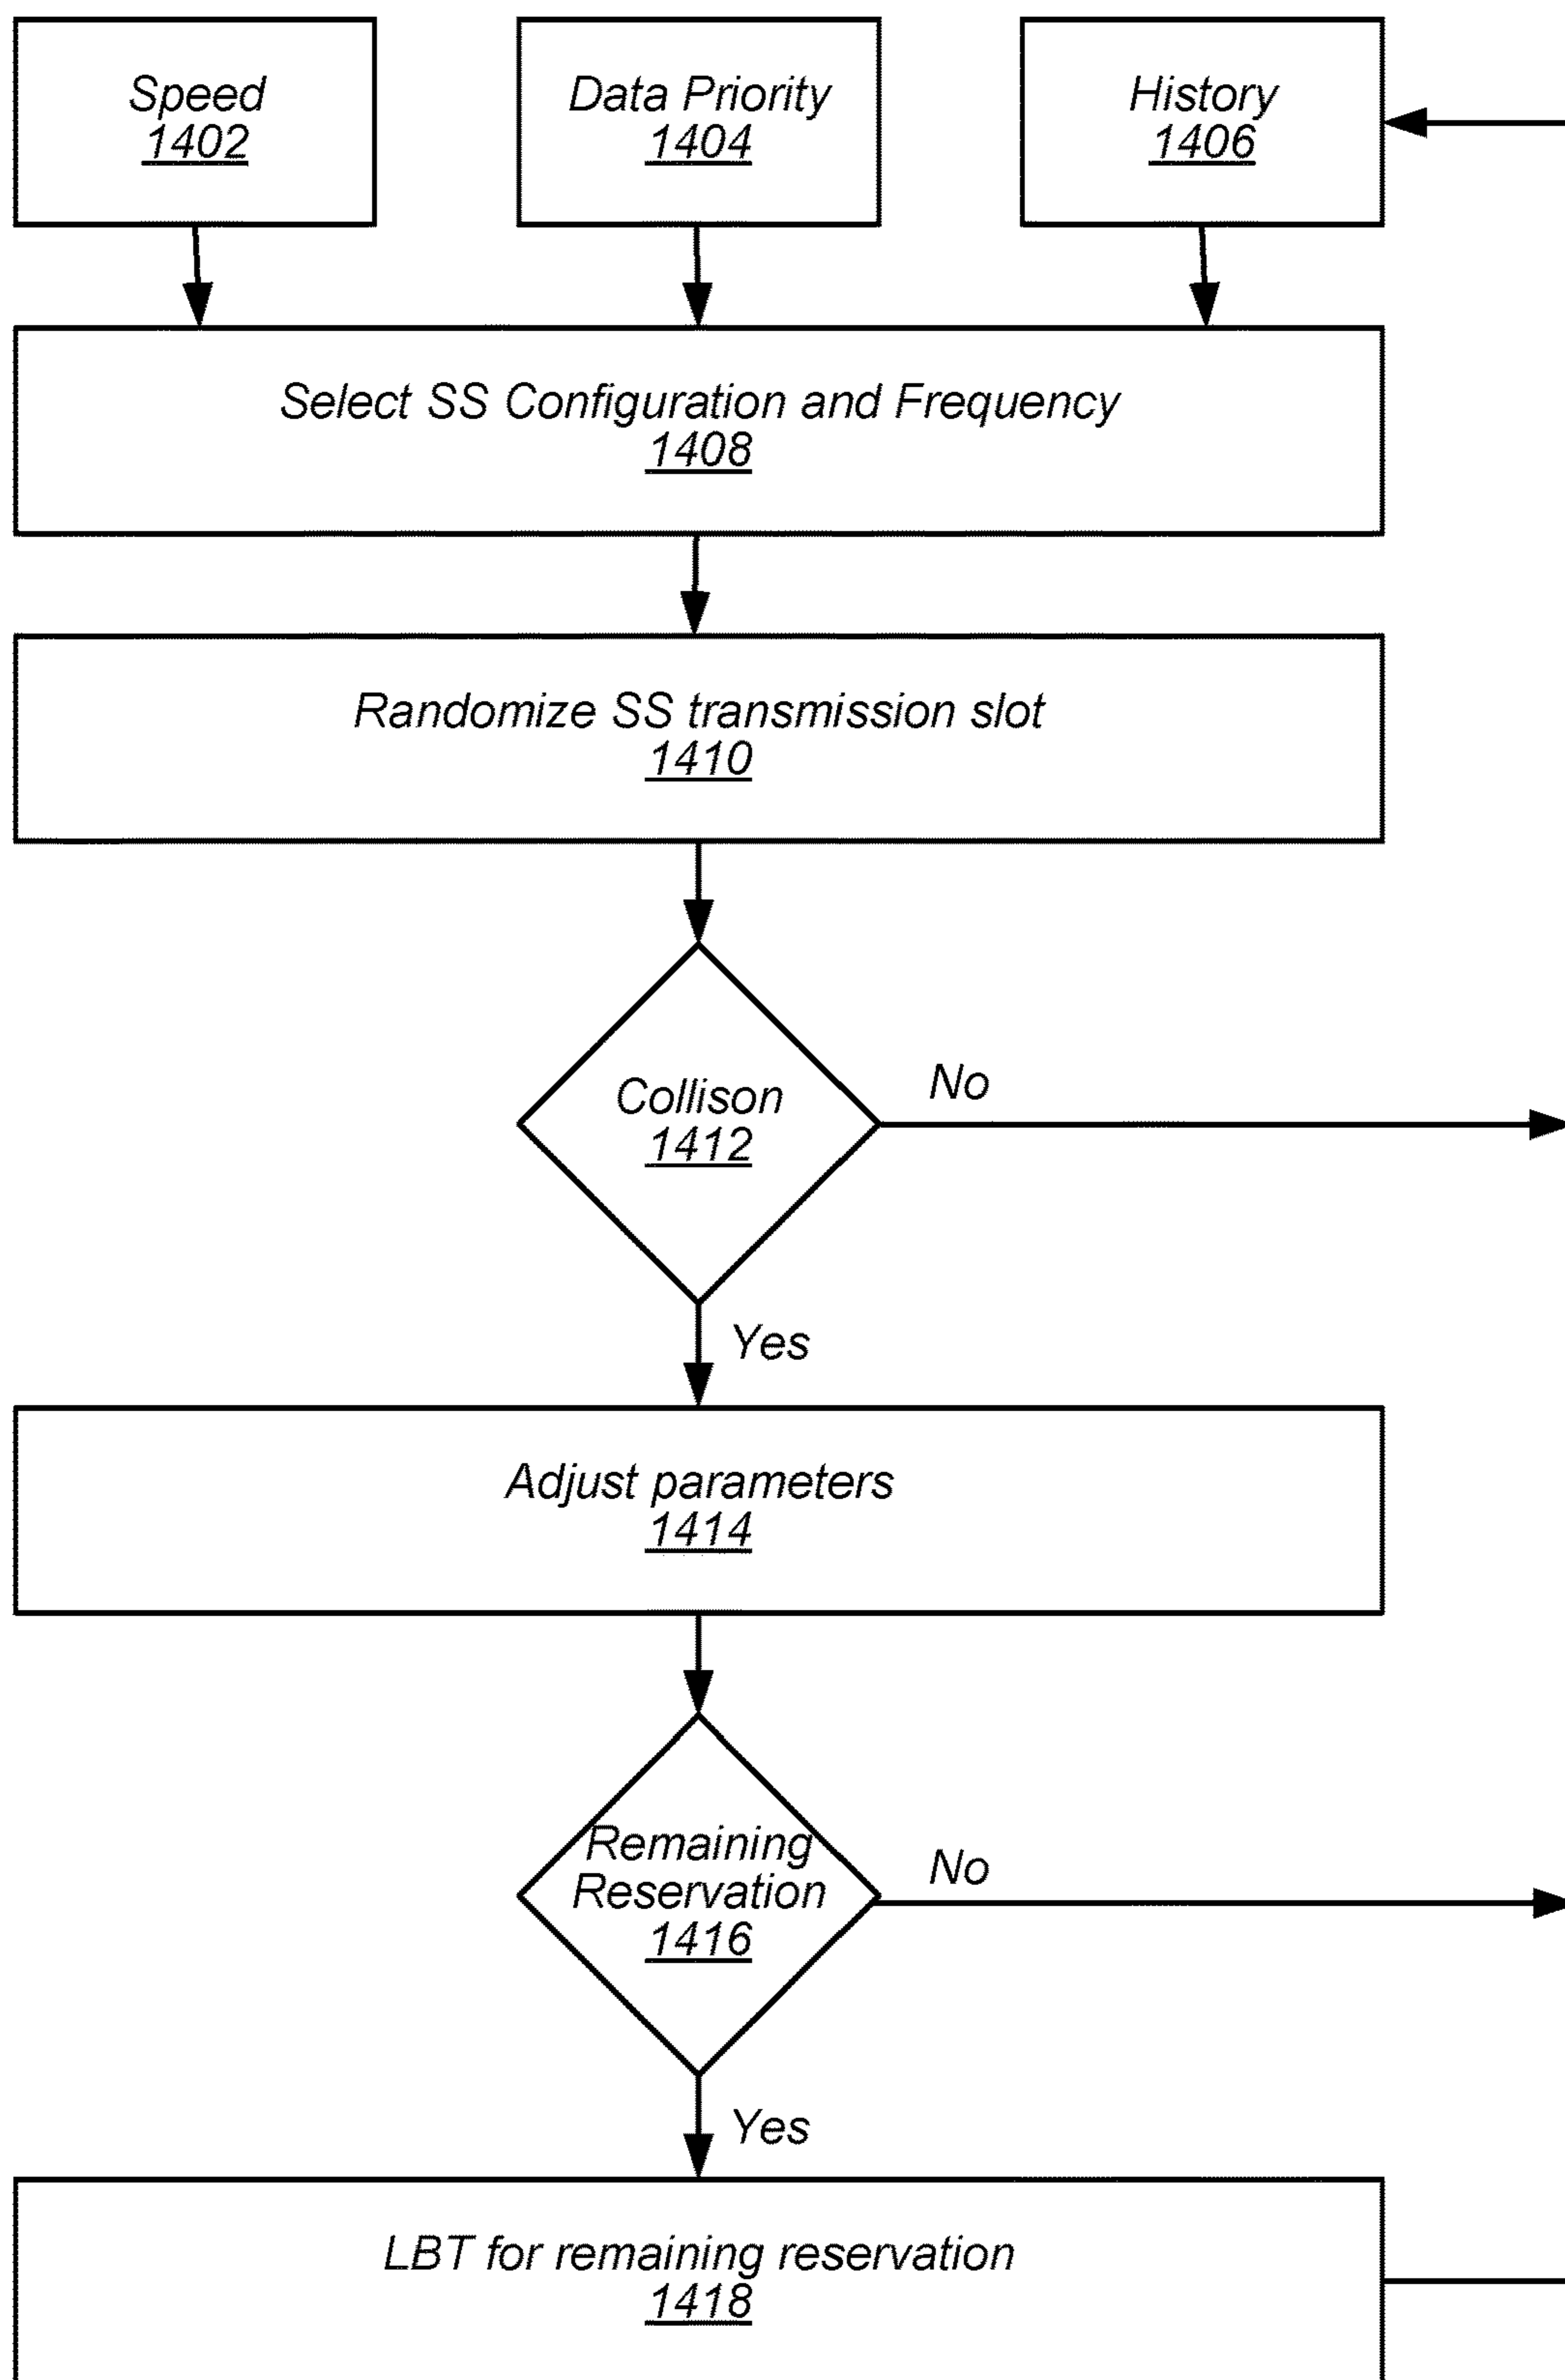 Speed
1402
Data Priority
1404
History
1406
Select SS Configuration and Frequency
1408
Randomize SS transmission slot
1410
Collison
1412
No
Yes
Adjust parameters
1414
Remaining
Reservation
1416
No
Yes
LBT for remaining reservation
1418